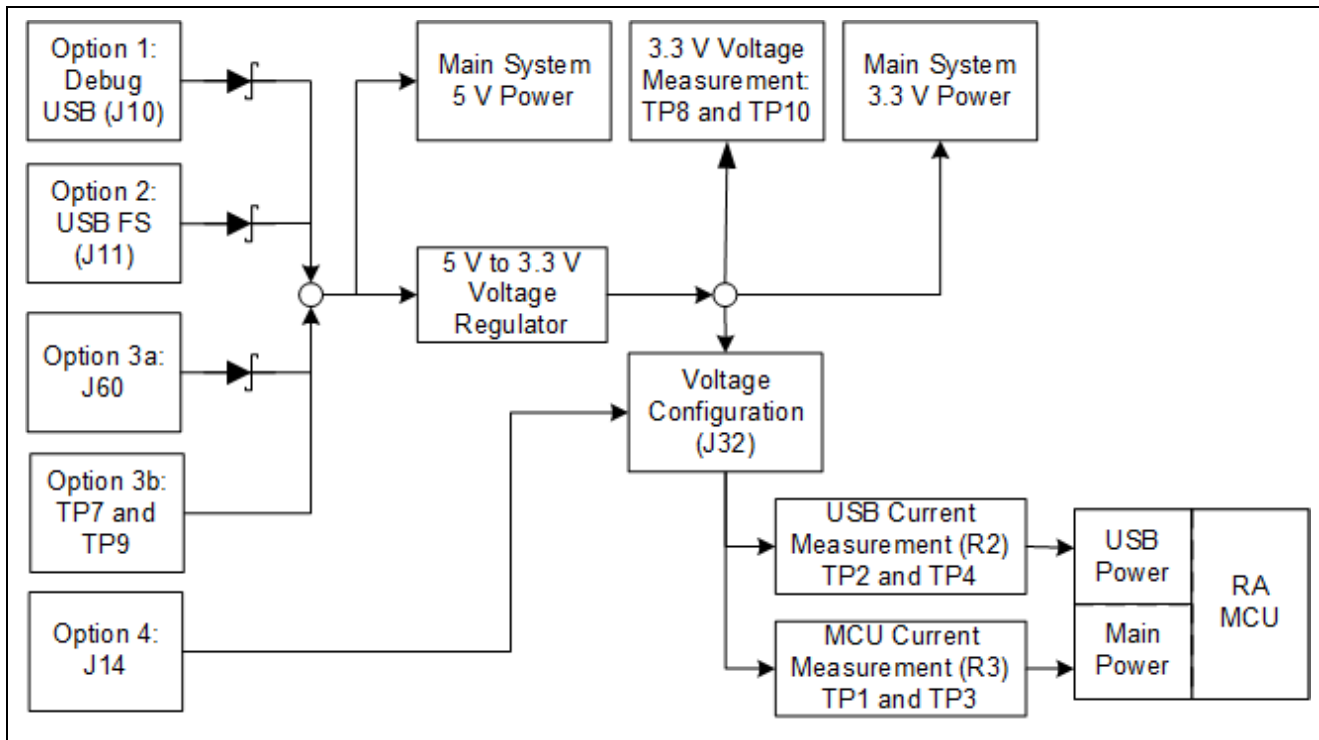 Option 1:
Debug
USB (J10)
Main System
5 V Power
3.3 V Voltage
Measurement:
TP8 and TP10
Main System
3.3 V Power
Option 2:
USB FS
(J11)
5 V to 3.3 V
Voltage
Regulator
Option 3a:
J60
Voltage
Configuration
(J32)
Option 3b:
TP7 and
TP9
USB Current
Measurement (R2)
TP2 and TP4
USB
Power
RA
MCU
Option 4:
J14
MCU Current
Measurement (R3)
TP1 and TP3
Main
Power